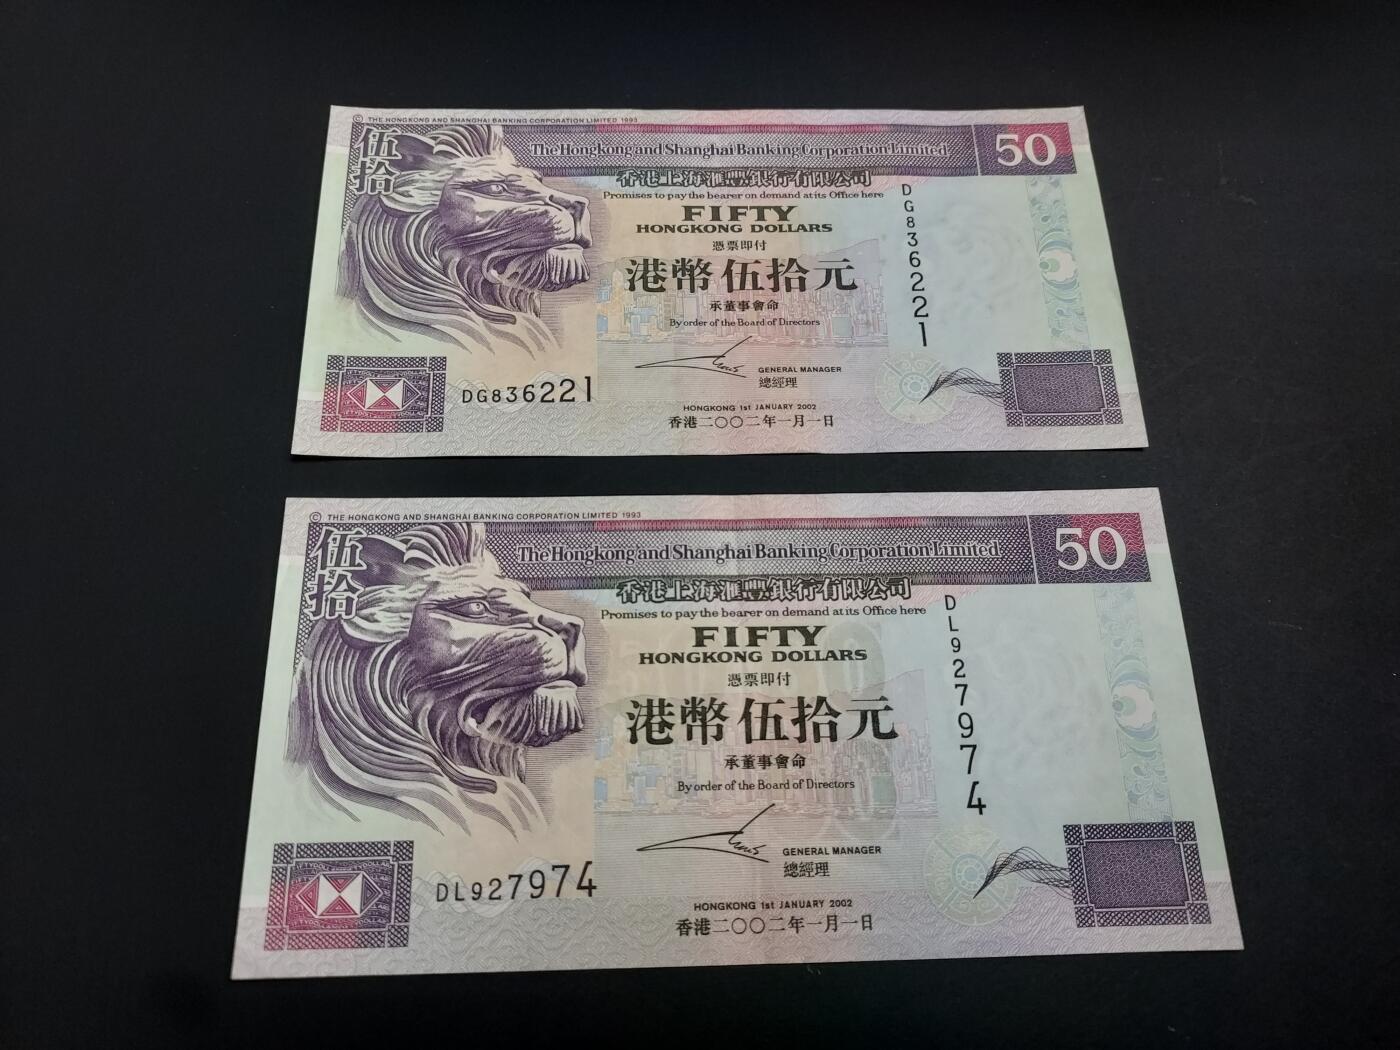 © THE HONGKONG AND SHANGHAI BANKING CORPORATION LIMITED 1993
伍拾
The Hongkong and Shanghai Banking Corporation Limited
50
香港上海滙豐銀行有限公司
Promises to pay the bearer on demand at its Office here
FIFTY
HONGKONG DOLLARS
憑票即付
港幣伍拾元
承董事會命
By order of the Board of Directors
DG836221
GENERAL MANAGER
總經理
DG836221
HONGKONG 1st JANUARY 2002
香港二〇〇二年一月一日
© THE HONGKONG AND SHANGHAI BANKING CORPORATION LIMITED 1993
伍拾
The Hongkong and Shanghai Banking Corporation Limited
50
香港上海滙豐銀行有限公司
Promises to pay the bearer on demand at its Office here
FIFTY
HONGKONG DOLLARS
憑票即付
港幣伍拾元
承董事會命
By order of the Board of Directors
DL927974
GENERAL MANAGER
總經理
DL927974
HONGKONG 1st JANUARY 2002
香港二〇〇二年一月一日